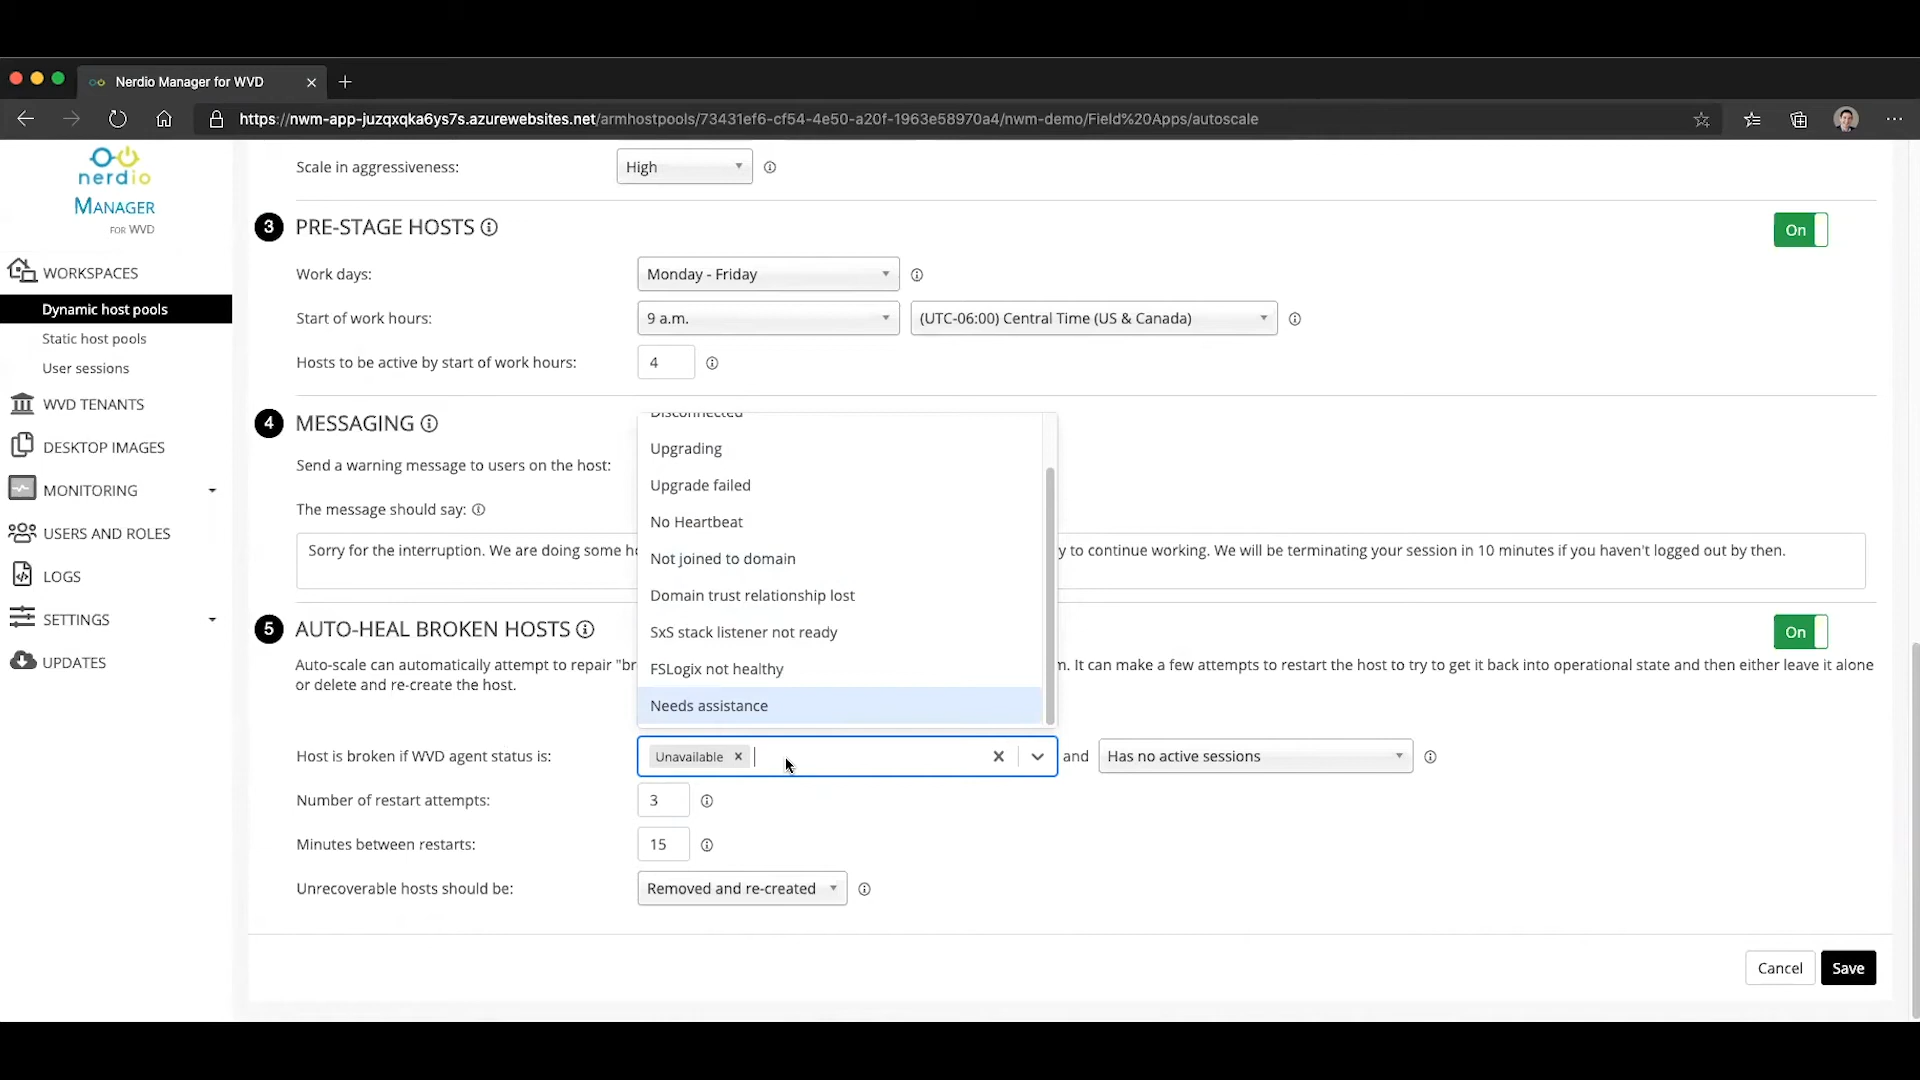 Nerdio Manager for WVD
https://nwm-app-juzqxqka6ys7s.azurewebsites.net/armhostpools/73431ef6-cf54-4e50-a20f-1963e58970a4/nwm-demo/Field%20Apps/autoscale
nerdio
MANAGER
FOR WVD
WORKSPACES
Dynamic host pools
Static host pools
User sessions
WVD TENANTS
DESKTOP IMAGES
MONITORING
USERS AND ROLES
LOGS
SETTINGS
UPDATES
Scale in aggressiveness: High
3 PRE-STAGE HOSTS On
Work days: Monday - Friday
Start of work hours: 9 a.m. (UTC-06:00) Central Time (US & Canada)
Hosts to be active by start of work hours: 4
4 MESSAGING
Send a warning message to users on the host:
The message should say:
Sorry for the interruption. We are doing some h
y to continue working. We will be terminating your session in 10 minutes if you haven't logged out by then.
Disconnected
Upgrading
Upgrade failed
No Heartbeat
Not joined to domain
Domain trust relationship lost
SxS stack listener not ready
FSLogix not healthy
Needs assistance
5 AUTO-HEAL BROKEN HOSTS On
Auto-scale can automatically attempt to repair "br
m. It can make a few attempts to restart the host to try to get it back into operational state and then either leave it alone
or delete and re-create the host.
Host is broken if WVD agent status is: Unavailable and Has no active sessions
Number of restart attempts: 3
Minutes between restarts: 15
Unrecoverable hosts should be: Removed and re-created
Cancel Save